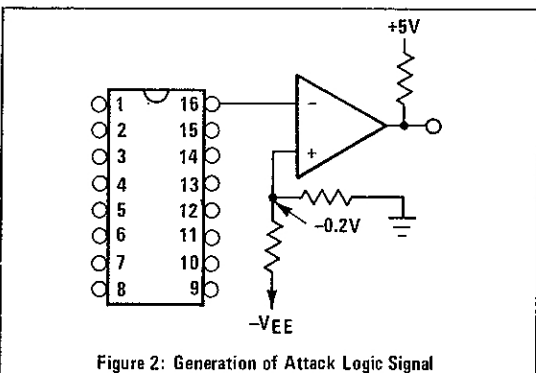 +5V
1 16
2 15
3 14
4 13
5 12
6 11
7 10
8 9
−
+
−0.2V
−VEE
Figure 2: Generation of Attack Logic Signal